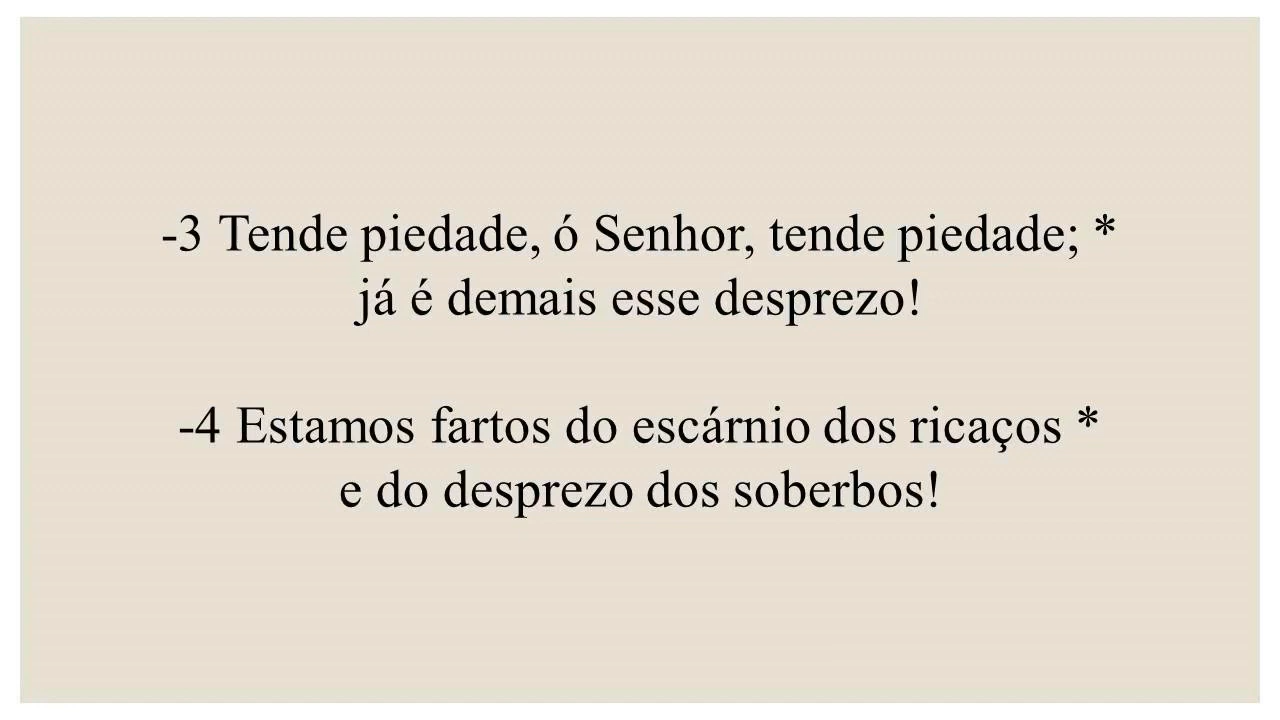 -3 Tende piedade, ó Senhor, tende piedade; *
já é demais esse desprezo!
-4 Estamos fartos do escárnio dos ricaços *
e do desprezo dos soberbos!